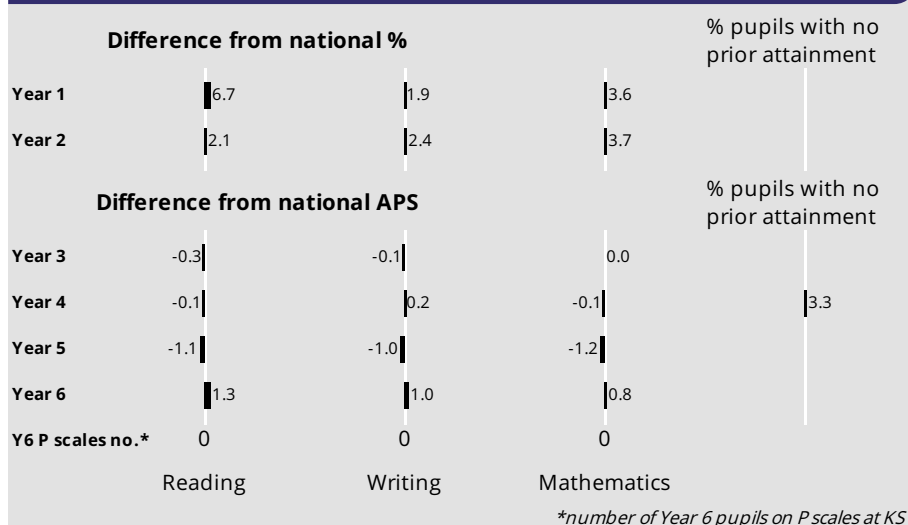 Difference from national %
% pupils with no
prior attainment
Year 1 6.7 1.9 3.6
Year 2 2.1 2.4 3.7
Difference from national APS
% pupils with no
prior attainment
Year 3 -0.3 -0.1 0.0
Year 4 -0.1 0.2 -0.1 3.3
Year 5 -1.1 -1.0 -1.2
Year 6 1.3 1.0 0.8
Y6 P scales no.* 0 0 0
Reading Writing Mathematics
*number of Year 6 pupils on P scales at KS